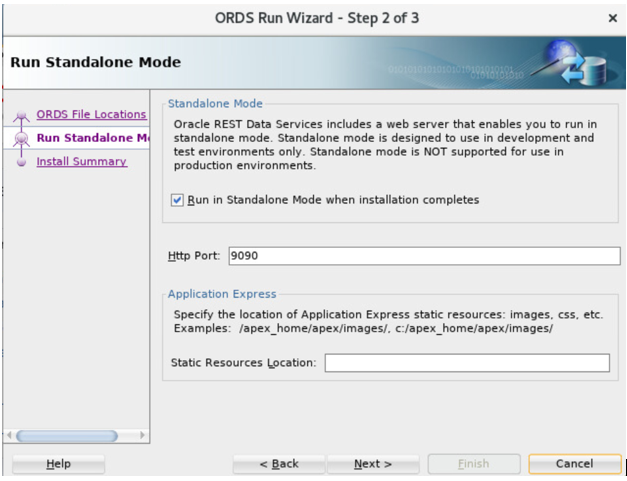 ORDS Run Wizard - Step 2 of 3
Run Standalone Mode
ORDS File Locations
Run Standalone Mo
Install Summary
Standalone Mode
Oracle REST Data Services includes a web server that enables you to run in
standalone mode. Standalone mode is designed to use in development and
test environments only. Standalone mode is NOT supported for use in
production environments.
Run in Standalone Mode when installation completes
Http Port: 9090
Application Express
Specify the location of Application Express static resources: images, css, etc.
Examples: /apex_home/apex/images/, c:/apex_home/apex/images/
Static Resources Location:
Help
< Back
Next >
Finish
Cancel